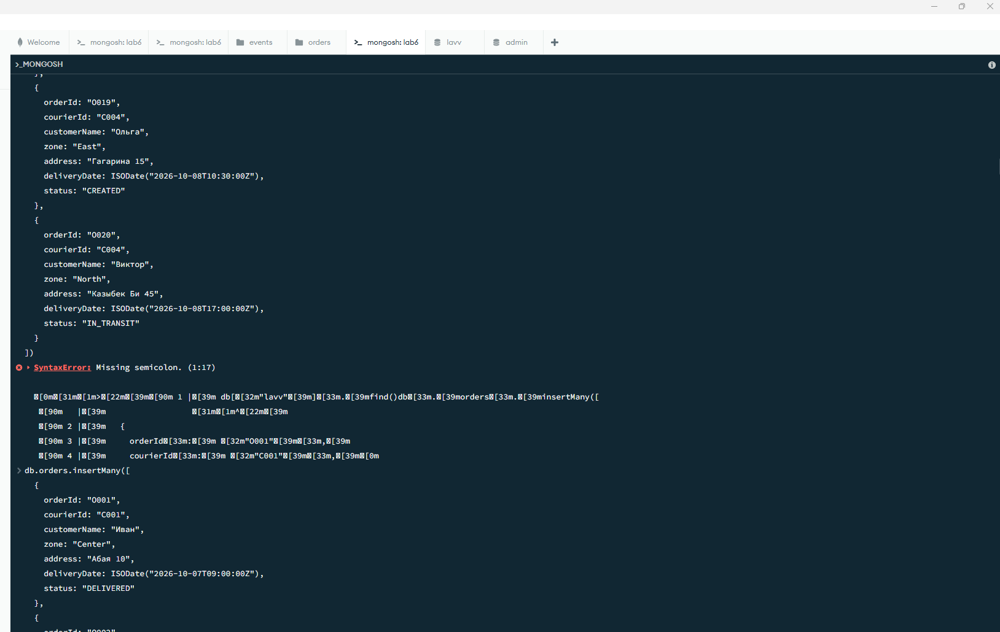 Welcome
>_ mongosh: lab6
>_ mongosh: lab6
events
orders
>_ mongosh: lab6
lavv
admin
>_MONGOSH
},
{
orderId: "O019",
courierId: "C004",
customerName: "Ольга",
zone: "East",
address: "Гагарина 15",
deliveryDate: ISODate("2026-10-08T10:30:00Z"),
status: "CREATED"
},
{
orderId: "O020",
courierId: "C004",
customerName: "Виктор",
zone: "North",
address: "Казыбек Би 45",
deliveryDate: ISODate("2026-10-08T17:00:00Z"),
status: "IN_TRANSIT"
}
])
SyntaxError: Missing semicolon. (1:17)
[0m[31m[1m>[22m[39m[90m 1 |[39m db[[32m"lavv"[39m][33m.[39mfind()db[33m.[39morders[33m.[39minsertMany([
[90m   |[39m                  [31m[1m^[22m[39m
[90m 2 |[39m   {
[90m 3 |[39m     orderId[33m:[39m [32m"O001"[39m[33m,[39m
[90m 4 |[39m     courierId[33m:[39m [32m"C001"[39m[33m,[39m[0m
> db.orders.insertMany([
{
orderId: "O001",
courierId: "C001",
customerName: "Иван",
zone: "Center",
address: "Абая 10",
deliveryDate: ISODate("2026-10-07T09:00:00Z"),
status: "DELIVERED"
},
{
orderId: "O002",